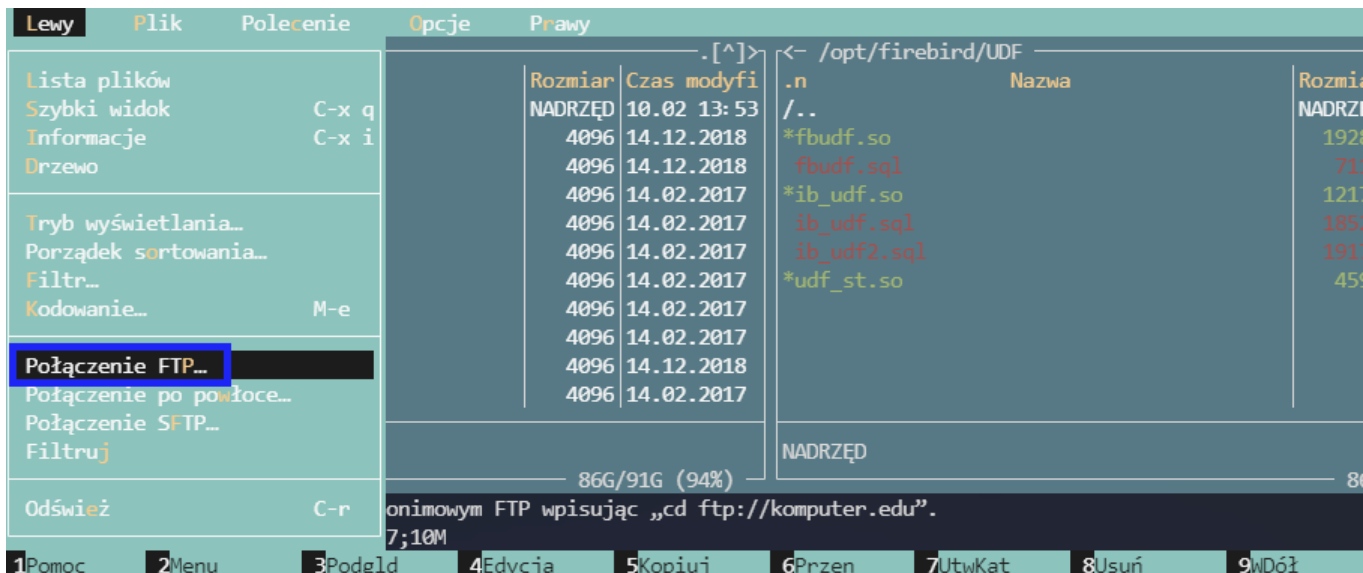 Lewy Plik Polecenie Opcje Prawy
.[^]> <- /opt/firebird/UDF
Lista plików Rozmiar Czas modyfi .n Nazwa
Szybki widok C-x q NADRZĘD 10.02 13:53 /..
Informacje C-x i 4096 14.12.2018 *fbudf.so
Drzewo 4096 14.12.2018 fbudf.sql
4096 14.02.2017 *ib_udf.so
Tryb wyświetlania… 4096 14.02.2017 ib_udf.sql
Porządek sortowania… 4096 14.02.2017 ib_udf2.sql
Filtr… 4096 14.02.2017 *udf_st.so
Kodowanie… M-e 4096 14.02.2017
4096 14.02.2017
Połączenie FTP… 4096 14.12.2018
Połączenie po powłoce… 4096 14.02.2017
Połączenie SFTP…
Filtruj NADRZĘD
86G/91G (94%)
Odśwież C-r onimowym FTP wpisując „cd ftp://komputer.edu”.
7;10M
1Pomoc 2Menu 3Podgld 4Edycja 5Kopiuj 6Przen 7UtwKat 8Usuń 9WDół